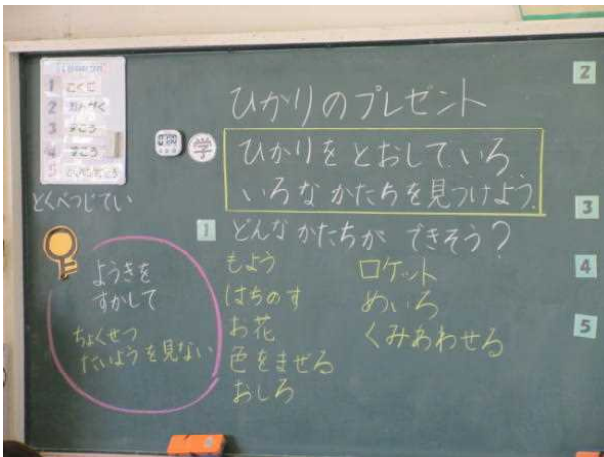 1 こくご
2 おんがく
3 ずこう
4 ずこう
5
とくべつじてい
ひかりのプレゼント
学
ひかりを とおして いろ
いろな かたちを 見つけよう。
1 どんな かたちが できそう？
もよう
はちのす
お花
色をまぜる
おしろ
ロケット
めいろ
くみあわせる
ようきを
すかして
ちょくせつ
たいようを見ない
2
3
4
5